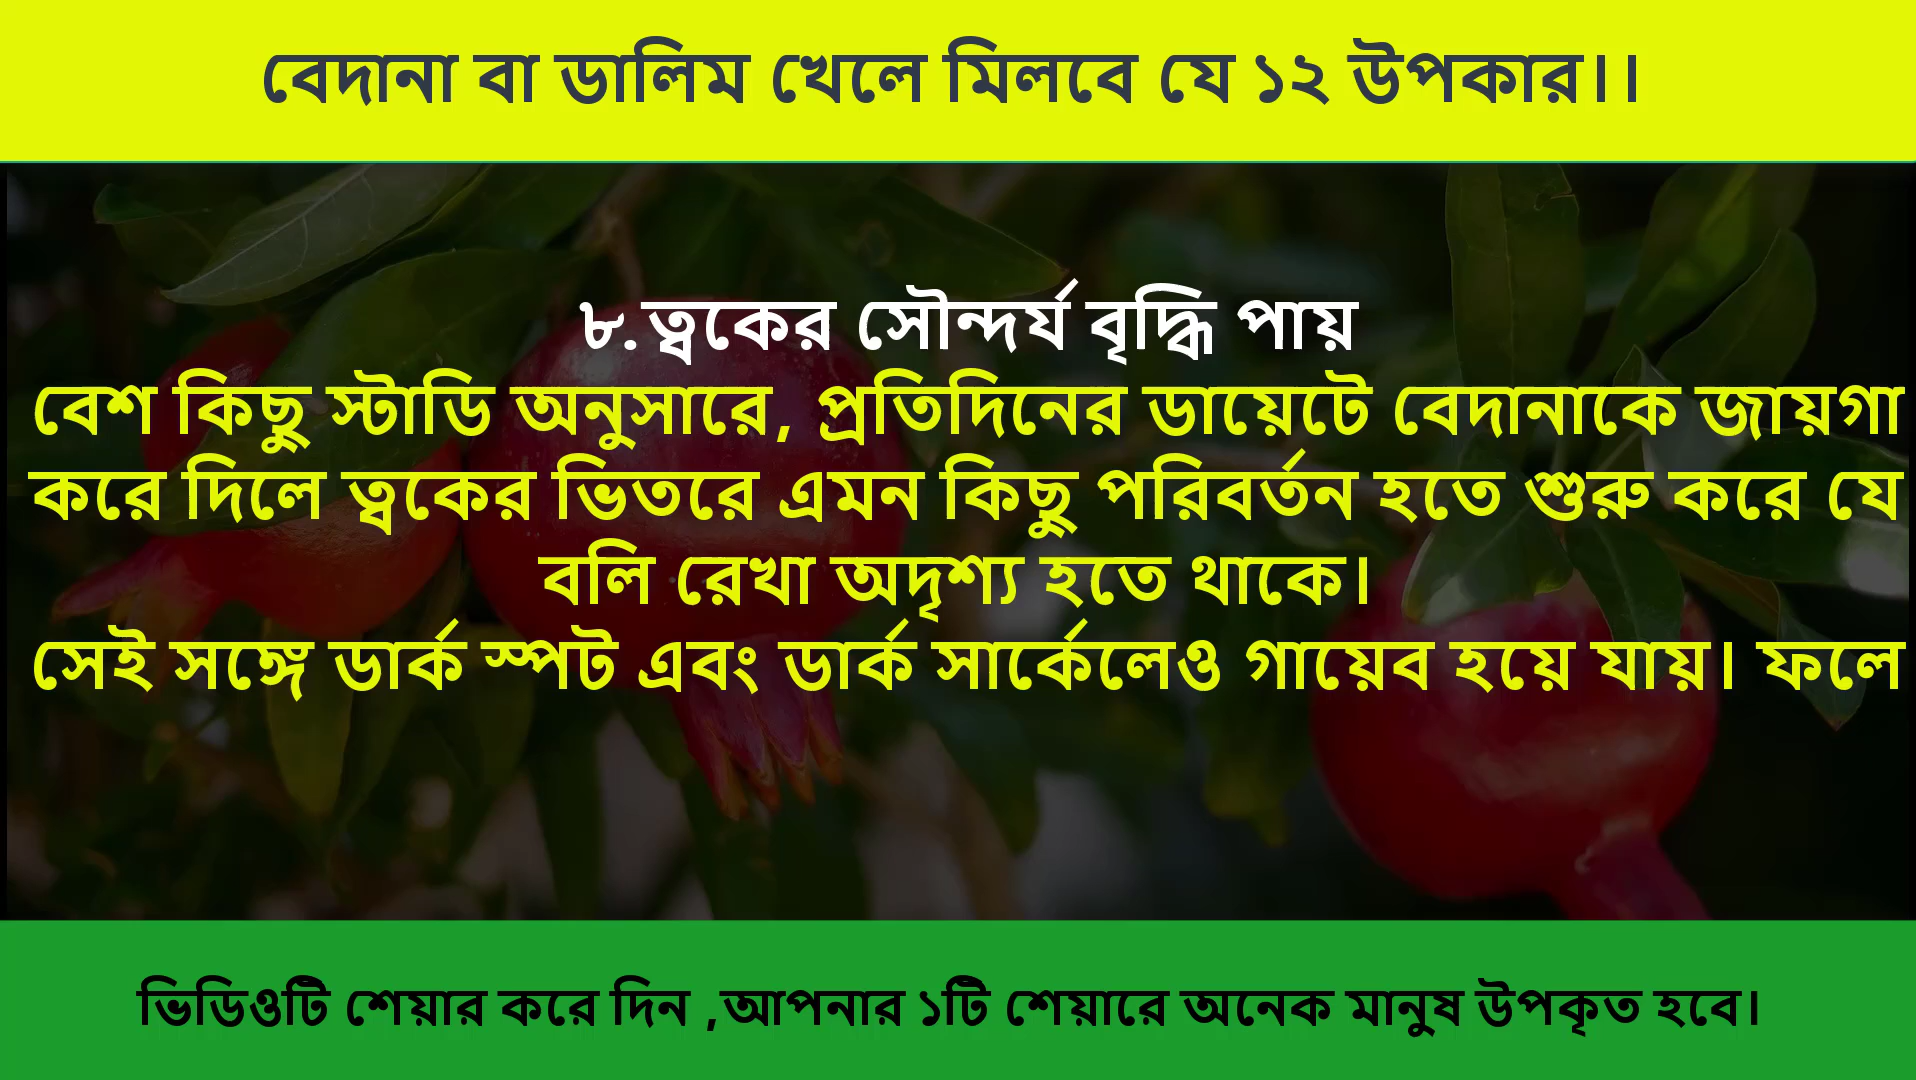 বেদানা বা ডালিম খেলে মিলবে যে ১২ উপকার।।
৮. ত্বকের সৌন্দর্য বৃদ্ধি পায়
বেশ কিছু স্টাডি অনুসারে, প্রতিদিনের ডায়েটে বেদানাকে জায়গা
করে দিলে ত্বকের ভিতরে এমন কিছু পরিবর্তন হতে শুরু করে যে
বলি রেখা অদৃশ্য হতে থাকে।
সেই সঙ্গে ডার্ক স্পট এবং ডার্ক সার্কেলেও গায়েব হয়ে যায়। ফলে
ভিডিওটি শেয়ার করে দিন ,আপনার ১টি শেয়ারে অনেক মানুষ উপকৃত হবে।